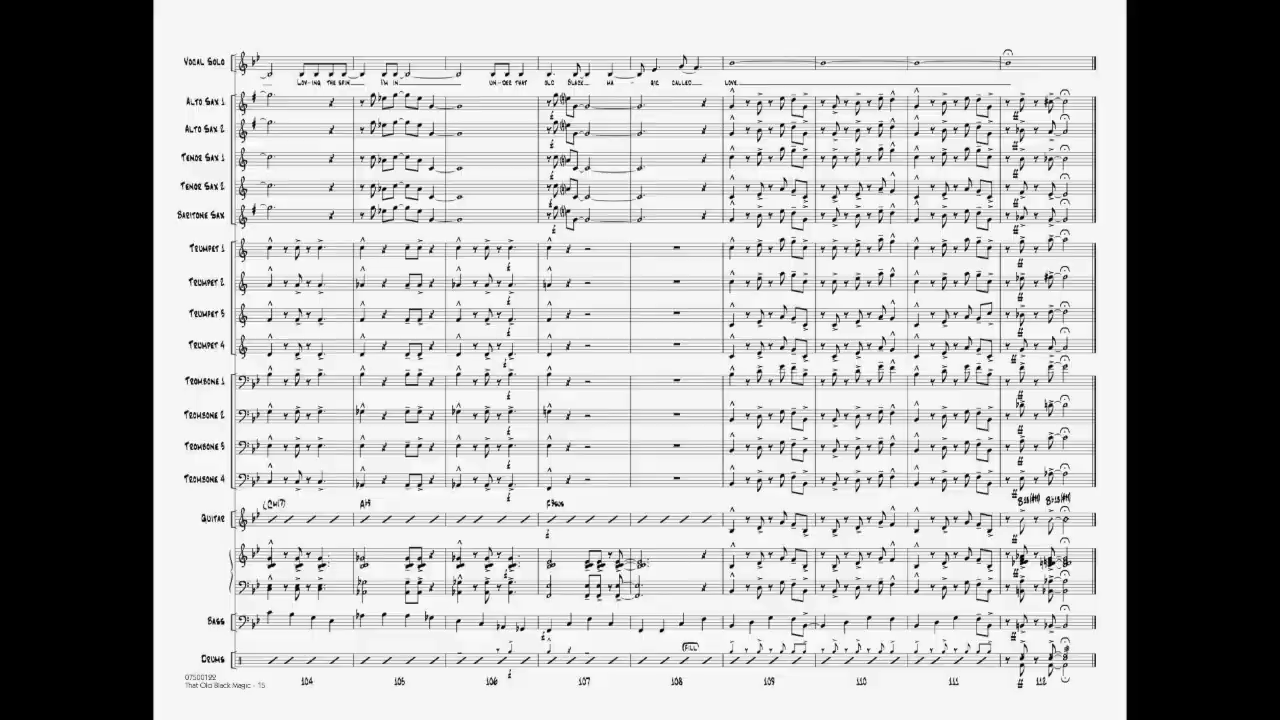 VOCAL SOLO
LOV-ING THE SPIN I'M IN UN-DER THAT OLD BLACK MA-GIC CALLED LOVE
ALTO SAX 1
ALTO SAX 2
TENOR SAX 1
TENOR SAX 2
BARITONE SAX
TRUMPET 1
TRUMPET 2
TRUMPET 3
TRUMPET 4
TROMBONE 1
TROMBONE 2
TROMBONE 3
TROMBONE 4
GUITAR
BASS
FILL
DRUMS
07500192
That Old Black Magic - 15
104 105 106 107 108 109 110 111 112